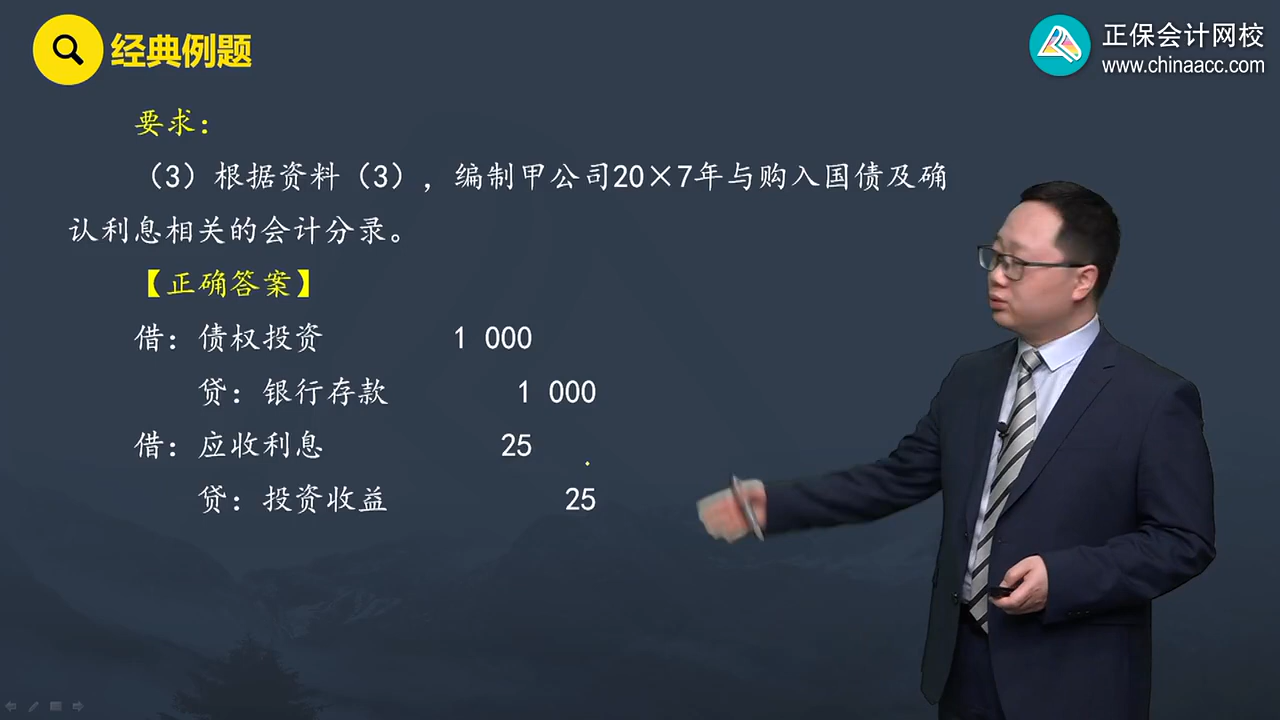 经典例题
正保会计网校
www.chinaacc.com
要求：
（3）根据资料（3），编制甲公司20×7年与购入国债及确
认利息相关的会计分录。
【正确答案】
借：债权投资 1 000
贷：银行存款 1 000
借：应收利息 25
贷：投资收益 25